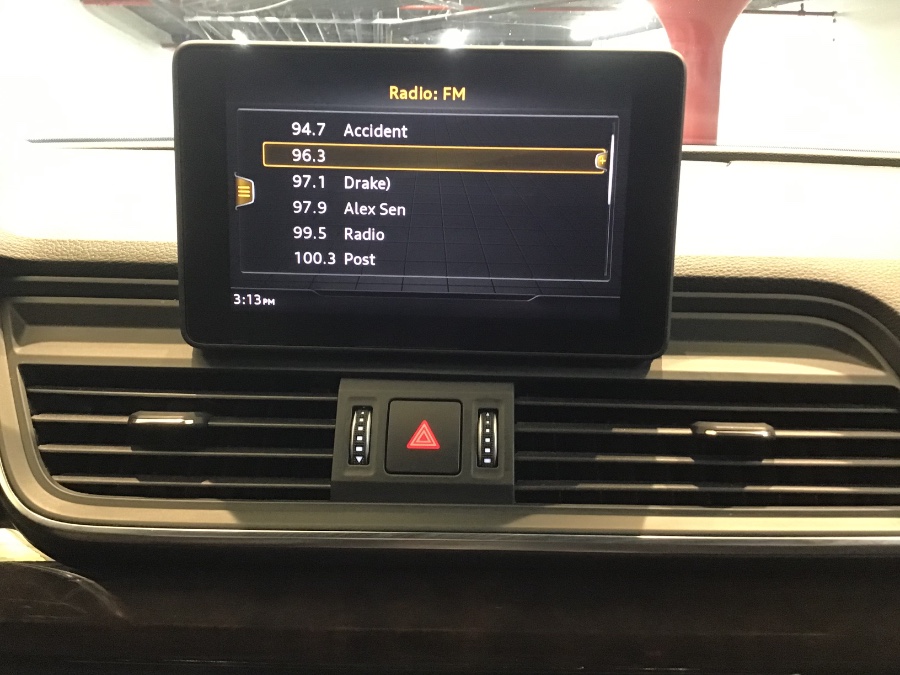 Radio: FM
94.7 Accident
96.3
97.1 Drake)
97.9 Alex Sen
99.5 Radio
100.3 Post
3:13PM